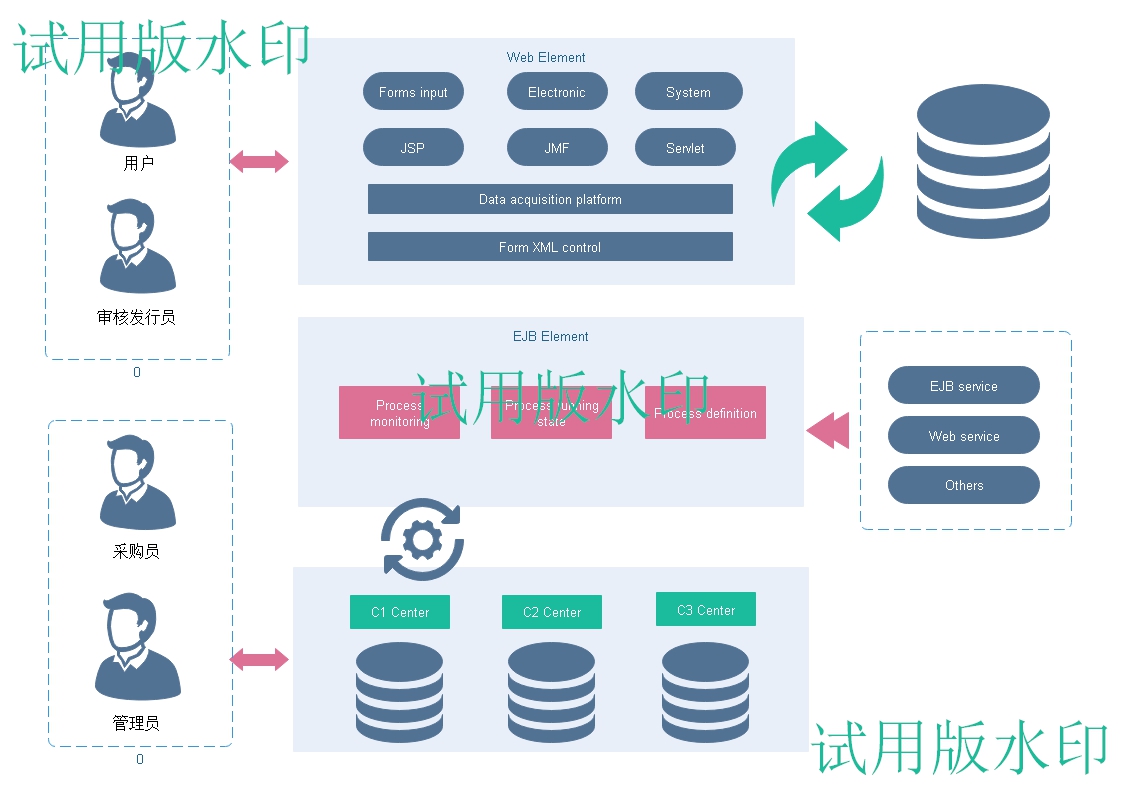 试用版水印
用户
审核发行员
0
Web Element
Forms input
Electronic
System
JSP
JMF
Servlet
Data acquisition platform
Form XML control
EJB Element
Process
monitoring
Process running
state
Process definition
试用版水印
EJB service
Web service
Others
采购员
管理员
0
C1 Center
C2 Center
C3 Center
试用版水印